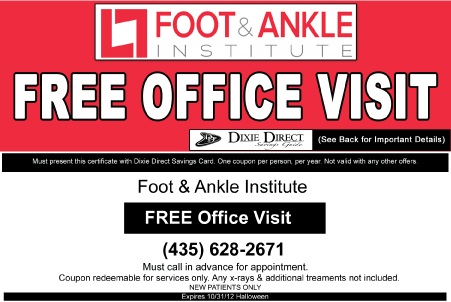 FOOT & ANKLE
INSTITUTE
FREE OFFICE VISIT
DIXIE DIRECT
Savings Guide
(See Back for Important Details)
Must present this certificate with Dixie Direct Savings Card. One coupon per person, per year. Not valid with any other offers.
Foot & Ankle Institute
FREE Office Visit
(435) 628-2671
Must call in advance for appointment.
Coupon redeemable for services only. Any x-rays & additional treaments not included.
NEW PATIENTS ONLY
Expires 10/31/12 Halloween